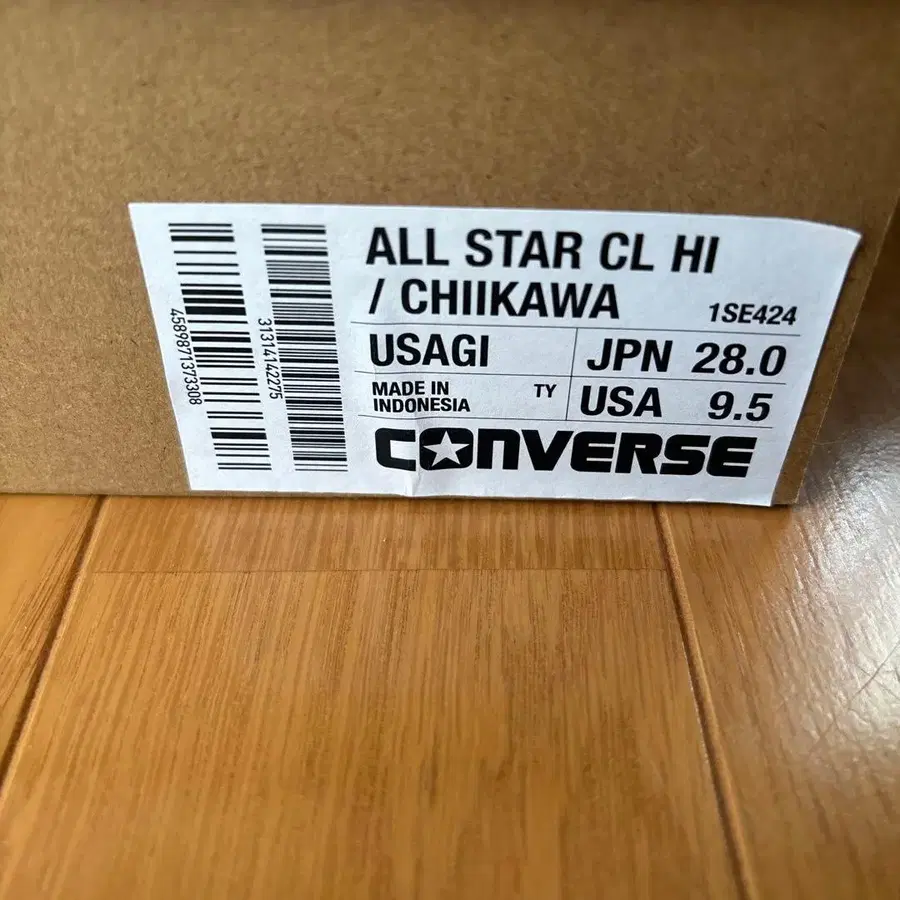 4589871373308
31314142275
ALL STAR CL HI
/ CHIIKAWA 1SE424
USAGI JPN 28.0
MADE IN INDONESIA TY USA 9.5
CONVERSE